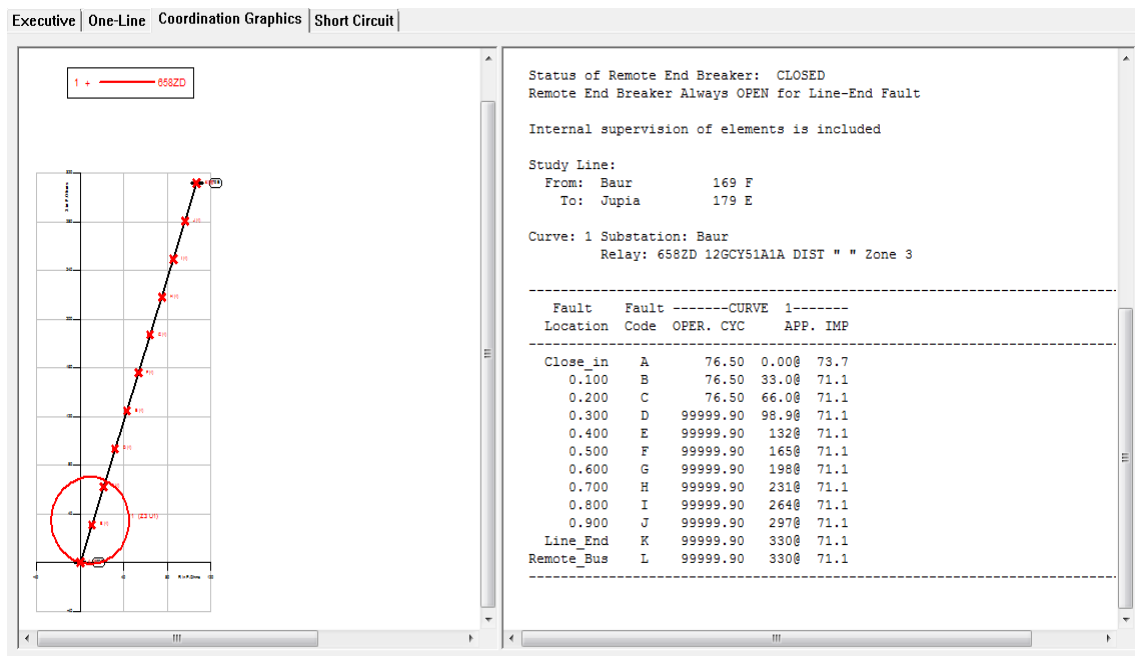 Executive One-Line Coordination Graphics Short Circuit
1 + 658ZD
Status of Remote End Breaker: CLOSED
Remote End Breaker Always OPEN for Line-End Fault
Internal supervision of elements is included
Study Line:
From: Baur 169 F
To: Jupia 179 E
Curve: 1 Substation: Baur
Relay: 658ZD 12GCY51A1A DIST " " Zone 3
--------------------------------------------------------------------------------
Fault Fault -------CURVE 1-------
Location Code OPER. CYC APP. IMP
--------------------------------------------------------------------------------
Close_in A 76.50 0.00@ 73.7
0.100 B 76.50 33.0@ 71.1
0.200 C 76.50 66.0@ 71.1
0.300 D 99999.90 98.9@ 71.1
0.400 E 99999.90 132@ 71.1
0.500 F 99999.90 165@ 71.1
0.600 G 99999.90 198@ 71.1
0.700 H 99999.90 231@ 71.1
0.800 I 99999.90 264@ 71.1
0.900 J 99999.90 297@ 71.1
Line_End K 99999.90 330@ 71.1
Remote_Bus L 99999.90 330@ 71.1
--------------------------------------------------------------------------------